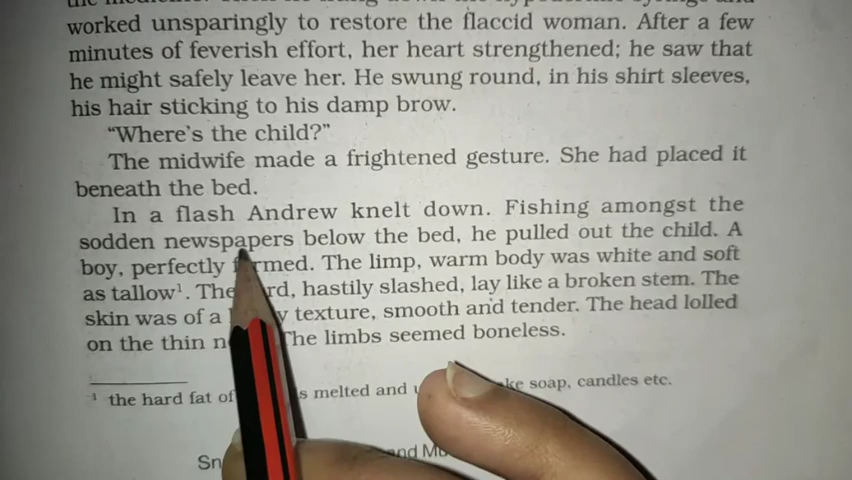 worked unsparingly to restore the flaccid woman. After a few
minutes of feverish effort, her heart strengthened; he saw that
he might safely leave her. He swung round, in his shirt sleeves,
his hair sticking to his damp brow.
"Where's the child?"
The midwife made a frightened gesture. She had placed it
beneath the bed.
In a flash Andrew knelt down. Fishing amongst the
sodden newspapers below the bed, he pulled out the child. A
boy, perfectly formed. The limp, warm body was white and soft
as tallow¹. The hastily slashed, lay like a broken stem. The
skin was of a texture, smooth and tender. The head lolled
on the thin The limbs seemed boneless.
¹ the hard fat of melted and soap, candles etc.